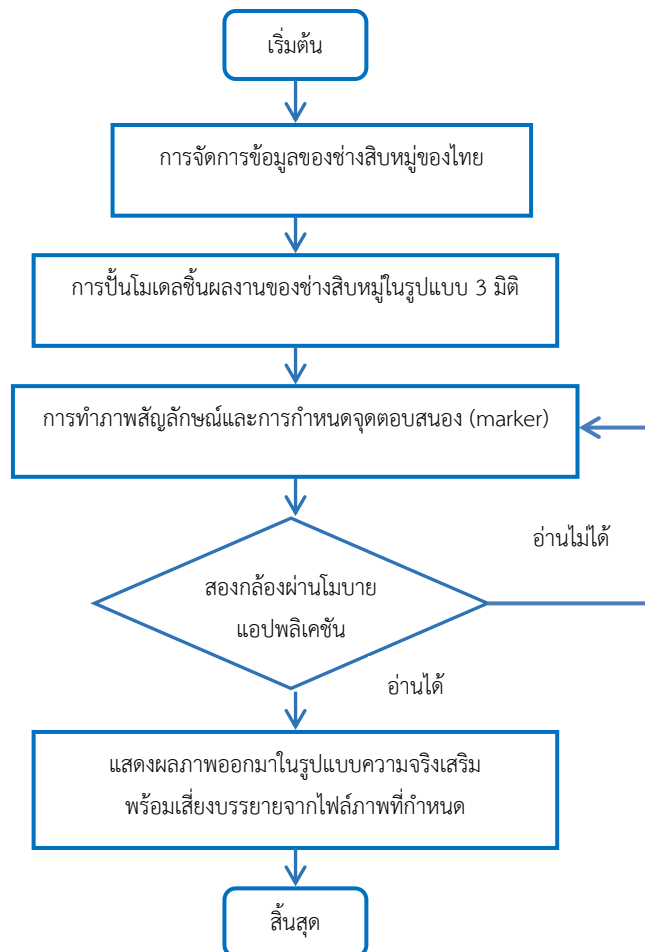 เริ่มต้น
การจัดการข้อมูลของช่างสิบหมู่ของไทย
การปั้นโมเดลชิ้นผลงานของช่างสิบหมู่ในรูปแบบ 3 มิติ
การทำภาพสัญลักษณ์และการกำหนดจุดตอบสนอง (marker)
อ่านไม่ได้
สองกล้องผ่านโมบาย
แอปพลิเคชัน
อ่านได้
แสดงผลภาพออกมาในรูปแบบความจริงเสริม
พร้อมเสี่ยงบรรยายจากไฟล์ภาพที่กำหนด
สิ้นสุด